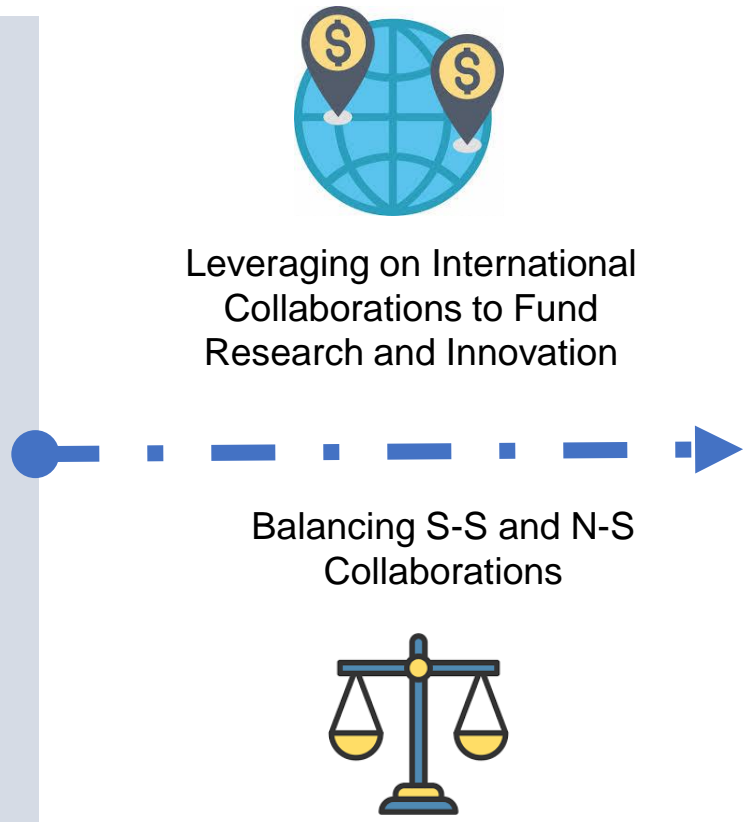 $
$
Leveraging on International
Collaborations to Fund
Research and Innovation
Balancing S-S and N-S
Collaborations